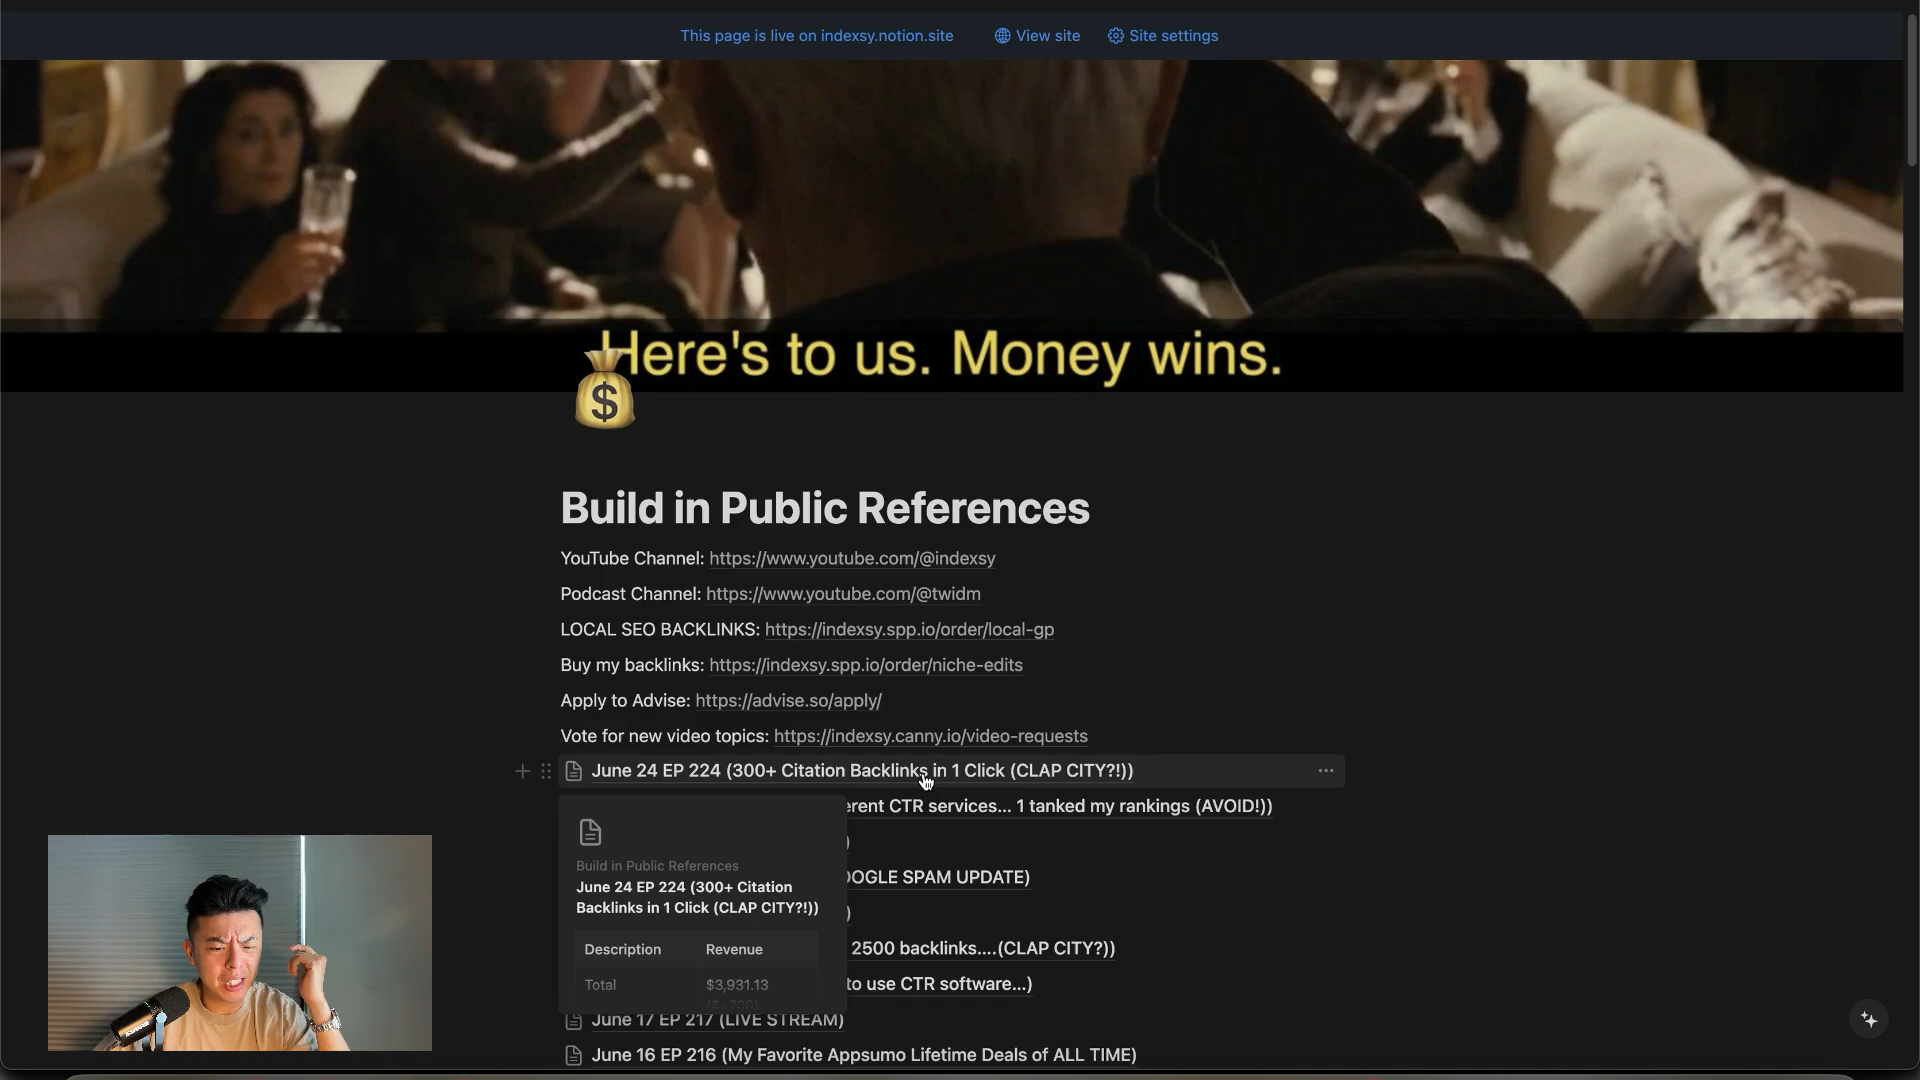 This page is live on indexsy.notion.site View site Site settings
Here's to us. Money wins.
$
Build in Public References
YouTube Channel: https://www.youtube.com/@indexsy
Podcast Channel: https://www.youtube.com/@twidm
LOCAL SEO BACKLINKS: https://indexsy.spp.io/order/local-gp
Buy my backlinks: https://indexsy.spp.io/order/niche-edits
Apply to Advise: https://advise.so/apply/
Vote for new video topics: https://indexsy.canny.io/video-requests
June 24 EP 224 (300+ Citation Backlinks in 1 Click (CLAP CITY?!))
CTR services... 1 tanked my rankings (AVOID!))
SPAM UPDATE)
2500 backlinks....(CLAP CITY?))
to use CTR software...)
Build in Public References
June 24 EP 224 (300+ Citation
Backlinks in 1 Click (CLAP CITY?!))
Description Revenue
Total $3,931.13
June 17 EP 217 (LIVE STREAM)
June 16 EP 216 (My Favorite Appsumo Lifetime Deals of ALL TIME)